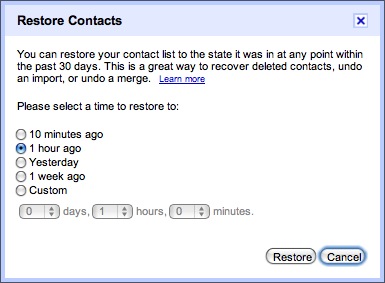 Restore Contacts
You can restore your contact list to the state it was in at any point within
the past 30 days. This is a great way to recover deleted contacts, undo
an import, or undo a merge. Learn more
Please select a time to restore to:
10 minutes ago
1 hour ago
Yesterday
1 week ago
Custom
0 days, 1 hours, 0 minutes.
Restore Cancel